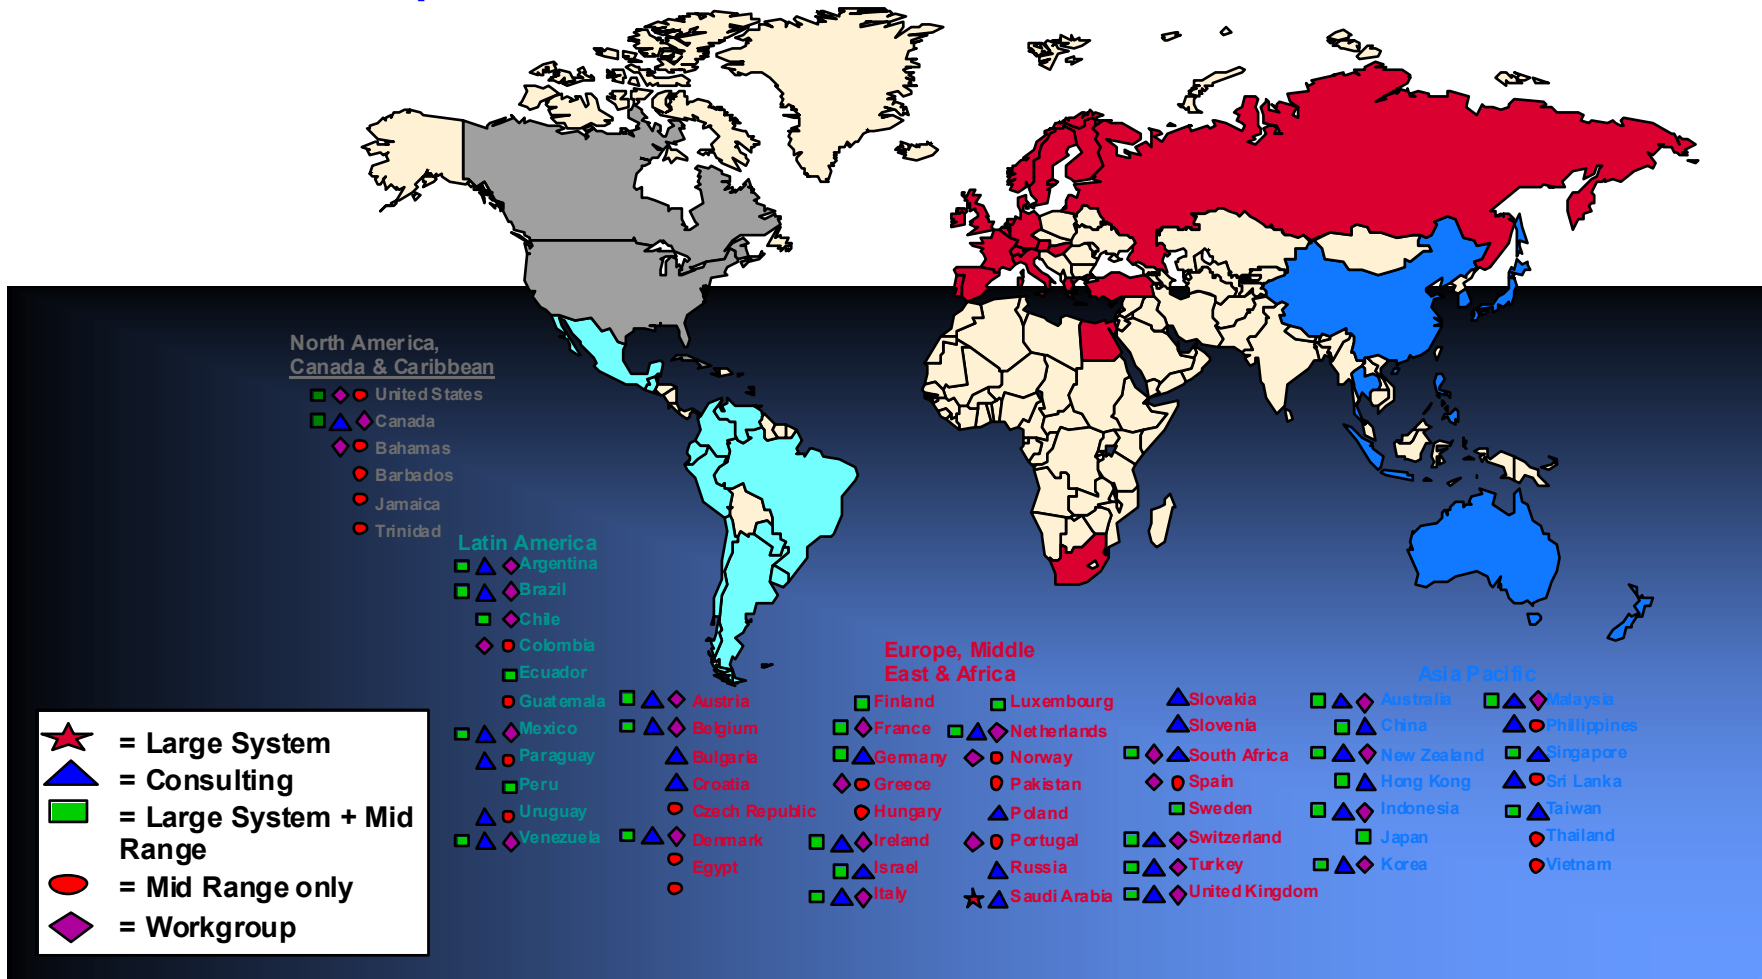 North America,
Canada & Caribbean
United States
Canada
Bahamas
Barbados
Jamaica
Trinidad
Latin America
Argentina
Brazil
Chile
Colombia
Ecuador
Guatemala
Mexico
Paraguay
Peru
Uruguay
Venezuela
Europe, Middle
East & Africa
Austria
Belgium
Bulgaria
Croatia
Czech Republic
Denmark
Egypt
Finland
France
Germany
Greece
Hungary
Ireland
Israel
Italy
Luxembourg
Netherlands
Norway
Pakistan
Poland
Portugal
Russia
Saudi Arabia
Slovakia
Slovenia
South Africa
Spain
Sweden
Switzerland
Turkey
United Kingdom
Asia Pacific
Australia
China
New Zealand
Hong Kong
Indonesia
Japan
Korea
Malaysia
Phillippines
Singapore
Sri Lanka
Taiwan
Thailand
Vietnam
= Large System
= Consulting
= Large System + Mid
Range
= Mid Range only
= Workgroup